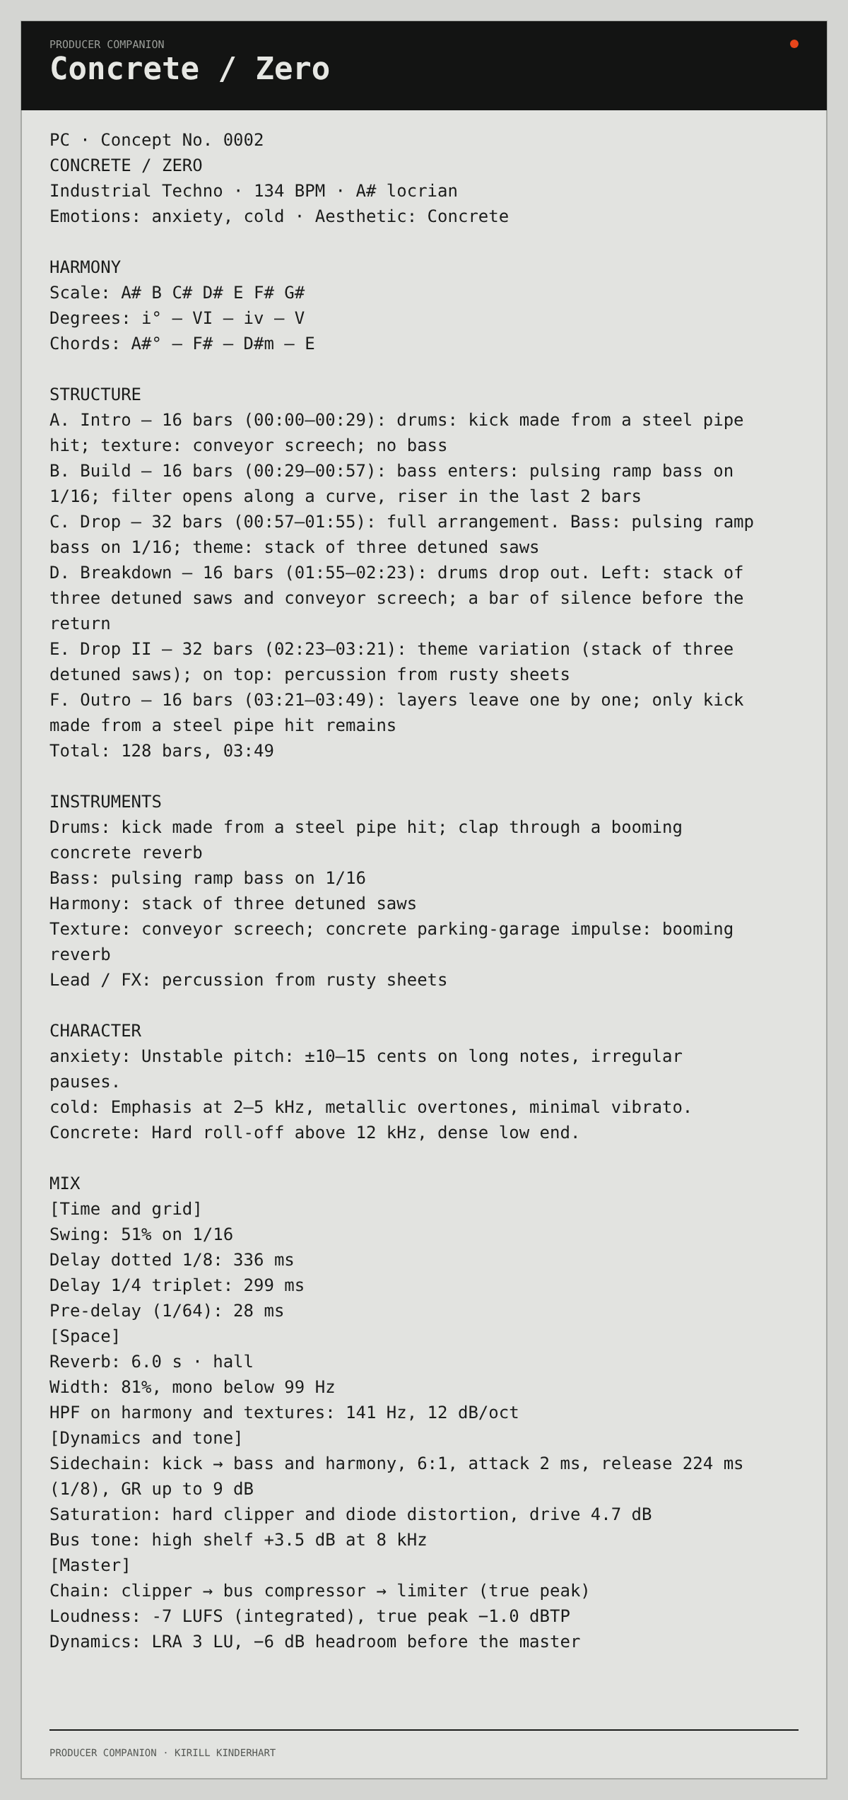 PRODUCER COMPANION
Concrete / Zero
PC · Concept No. 0002
CONCRETE / ZERO
Industrial Techno · 134 BPM · A# locrian
Emotions: anxiety, cold · Aesthetic: Concrete
HARMONY
Scale: A# B C# D# E F# G#
Degrees: i° — VI — iv — V
Chords: A#° — F# — D#m — E
STRUCTURE
A. Intro — 16 bars (00:00–00:29): drums: kick made from a steel pipe
hit; texture: conveyor screech; no bass
B. Build — 16 bars (00:29–00:57): bass enters: pulsing ramp bass on
1/16; filter opens along a curve, riser in the last 2 bars
C. Drop — 32 bars (00:57–01:55): full arrangement. Bass: pulsing ramp
bass on 1/16; theme: stack of three detuned saws
D. Breakdown — 16 bars (01:55–02:23): drums drop out. Left: stack of
three detuned saws and conveyor screech; a bar of silence before the
return
E. Drop II — 32 bars (02:23–03:21): theme variation (stack of three
detuned saws); on top: percussion from rusty sheets
F. Outro — 16 bars (03:21–03:49): layers leave one by one; only kick
made from a steel pipe hit remains
Total: 128 bars, 03:49
INSTRUMENTS
Drums: kick made from a steel pipe hit; clap through a booming
concrete reverb
Bass: pulsing ramp bass on 1/16
Harmony: stack of three detuned saws
Texture: conveyor screech; concrete parking-garage impulse: booming
reverb
Lead / FX: percussion from rusty sheets
CHARACTER
anxiety: Unstable pitch: ±10–15 cents on long notes, irregular
pauses.
cold: Emphasis at 2–5 kHz, metallic overtones, minimal vibrato.
Concrete: Hard roll-off above 12 kHz, dense low end.
MIX
[Time and grid]
Swing: 51% on 1/16
Delay dotted 1/8: 336 ms
Delay 1/4 triplet: 299 ms
Pre-delay (1/64): 28 ms
[Space]
Reverb: 6.0 s · hall
Width: 81%, mono below 99 Hz
HPF on harmony and textures: 141 Hz, 12 dB/oct
[Dynamics and tone]
Sidechain: kick → bass and harmony, 6:1, attack 2 ms, release 224 ms
(1/8), GR up to 9 dB
Saturation: hard clipper and diode distortion, drive 4.7 dB
Bus tone: high shelf +3.5 dB at 8 kHz
[Master]
Chain: clipper → bus compressor → limiter (true peak)
Loudness: -7 LUFS (integrated), true peak −1.0 dBTP
Dynamics: LRA 3 LU, −6 dB headroom before the master
PRODUCER COMPANION · KIRILL KINDERHART